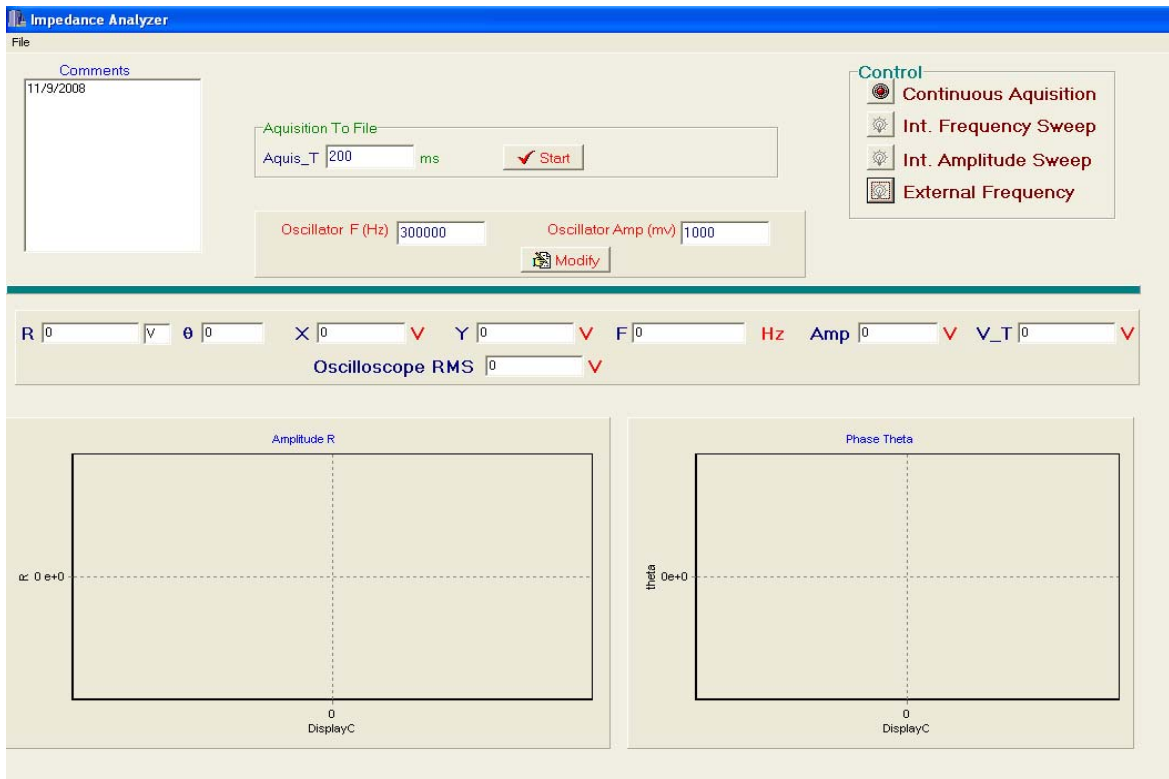 Impedance Analyzer
File
Comments
11/9/2008
Aquisition To File
Aquis_T 200 ms Start
Oscillator F (Hz) 300000 Oscillator Amp (mv) 1000
Modify
Control
Continuous Aquisition
Int. Frequency Sweep
Int. Amplitude Sweep
External Frequency
R 0 V θ 0 X 0 V Y 0 V F 0 Hz Amp 0 V V_T 0 V
Oscilloscope RMS 0 V
Amplitude R
R 0 e+0
0
DisplayC
Phase Theta
theta 0e+0
0
DisplayC